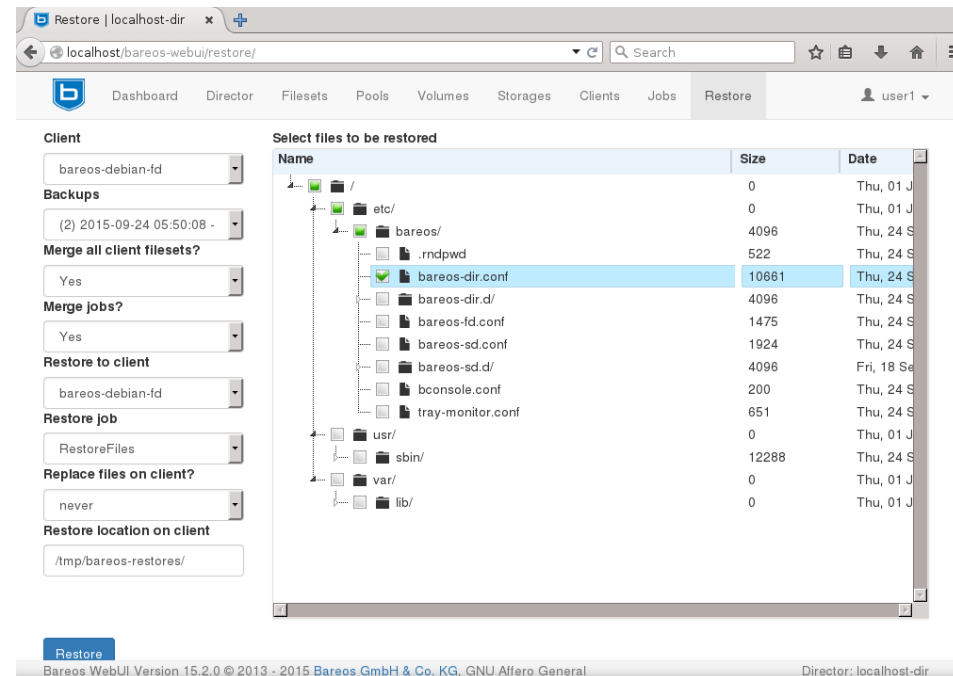 Restore | localhost-dir
localhost/bareos-webui/restore/
Search
Dashboard Director Filesets Pools Volumes Storages Clients Jobs Restore user1
Client
bareos-debian-fd
Backups
(2) 2015-09-24 05:50:08 -
Merge all client filesets?
Yes
Merge jobs?
Yes
Restore to client
bareos-debian-fd
Restore job
RestoreFiles
Replace files on client?
never
Restore location on client
/tmp/bareos-restores/
Restore
Select files to be restored
Name Size Date
/ 0 Thu, 01 J
etc/ 0 Thu, 01 J
bareos/ 4096 Thu, 24 S
.rndpwd 522 Thu, 24 S
bareos-dir.conf 10661 Thu, 24 S
bareos-dir.d/ 4096 Thu, 24 S
bareos-fd.conf 1475 Thu, 24 S
bareos-sd.conf 1924 Thu, 24 S
bareos-sd.d/ 4096 Fri, 18 Se
bconsole.conf 200 Thu, 24 S
tray-monitor.conf 651 Thu, 24 S
usr/ 0 Thu, 01 J
sbin/ 12288 Thu, 24 S
var/ 0 Thu, 01 J
lib/ 0 Thu, 01 J
Bareos WebUI Version 15.2.0 © 2013 - 2015 Bareos GmbH & Co. KG, GNU Affero General Director: localhost-dir